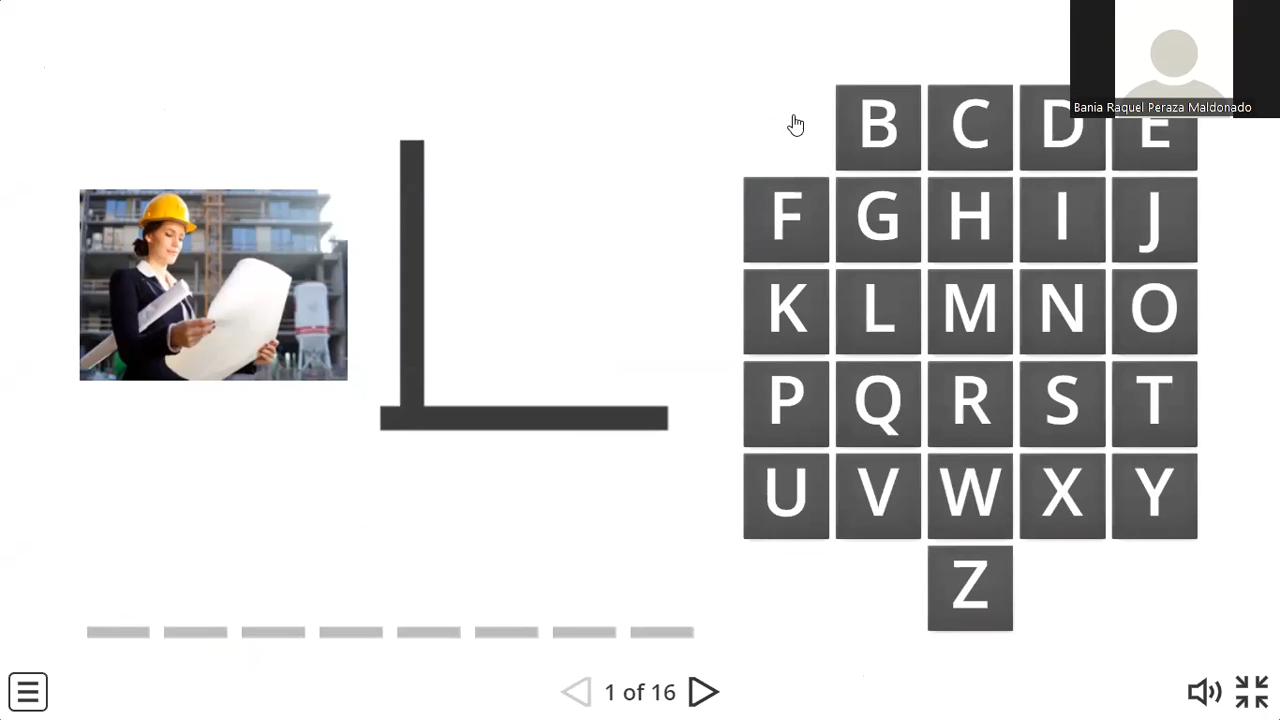 Bania Raquel Peraza Maldonado
B C D E
F G H I J
K L M N O
P Q R S T
U V W X Y
Z
1 of 16